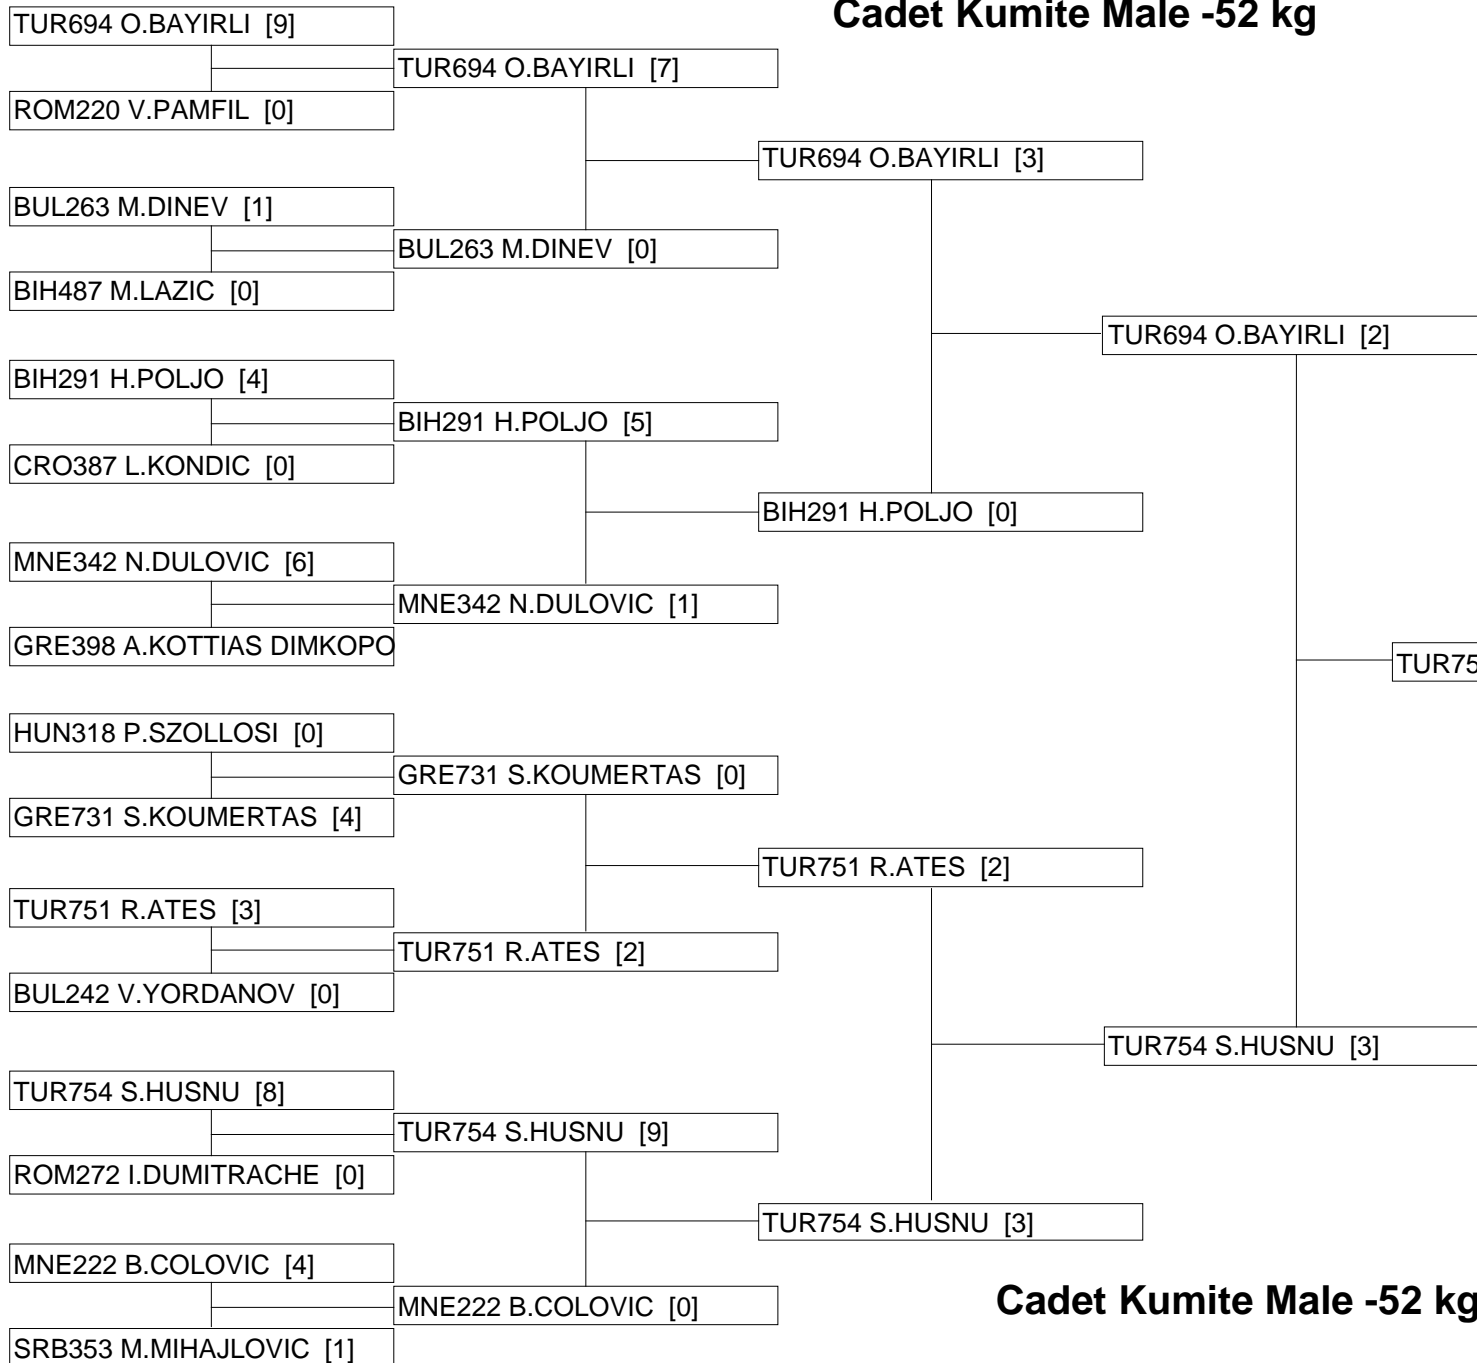 Cadet Kumite Male -52 kg
TUR694 O.BAYIRLI [9]
TUR694 O.BAYIRLI [7]
ROM220 V.PAMFIL [0]
TUR694 O.BAYIRLI [3]
BUL263 M.DINEV [1]
BUL263 M.DINEV [0]
BIH487 M.LAZIC [0]
TUR694 O.BAYIRLI [2]
BIH291 H.POLJO [4]
BIH291 H.POLJO [5]
CRO387 L.KONDIC [0]
BIH291 H.POLJO [0]
MNE342 N.DULOVIC [6]
MNE342 N.DULOVIC [1]
GRE398 A.KOTTIAS DIMKOPO
TUR75
HUN318 P.SZOLLOSI [0]
GRE731 S.KOUMERTAS [0]
GRE731 S.KOUMERTAS [4]
TUR751 R.ATES [2]
TUR751 R.ATES [3]
TUR751 R.ATES [2]
BUL242 V.YORDANOV [0]
TUR754 S.HUSNU [3]
TUR754 S.HUSNU [8]
TUR754 S.HUSNU [9]
ROM272 I.DUMITRACHE [0]
TUR754 S.HUSNU [3]
MNE222 B.COLOVIC [4]
MNE222 B.COLOVIC [0]
Cadet Kumite Male -52 kg
SRB353 M.MIHAJLOVIC [1]